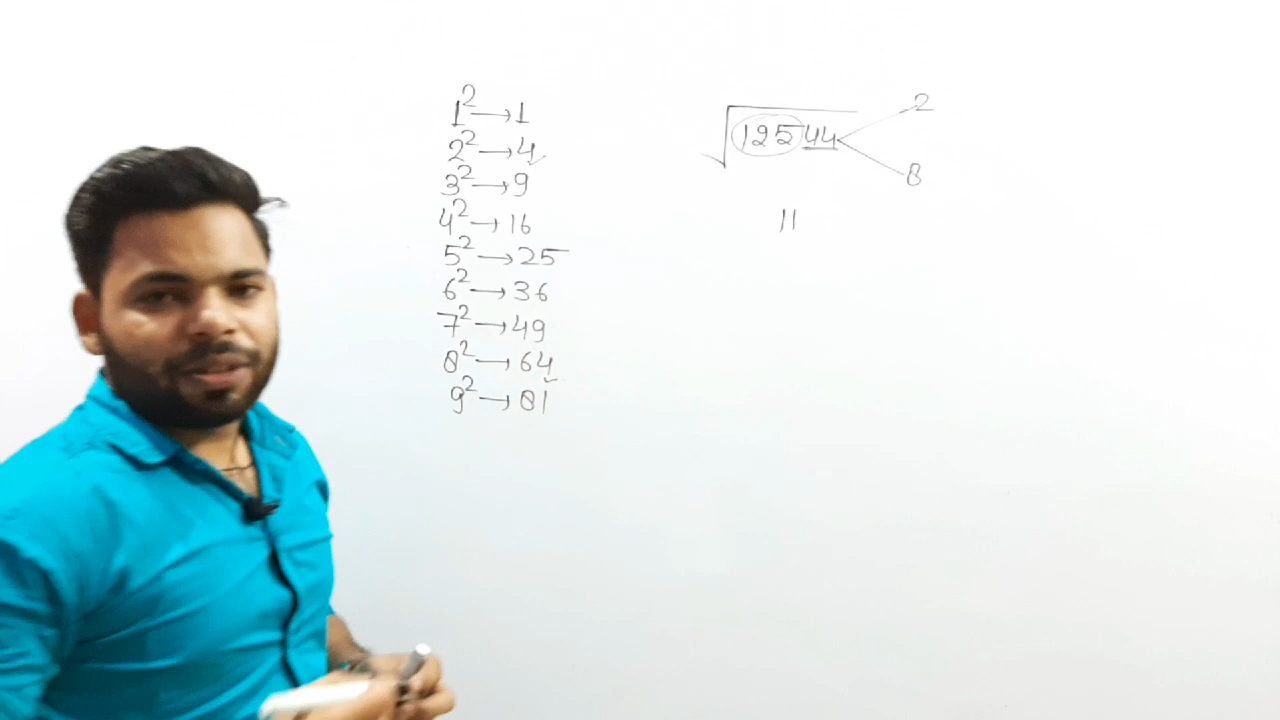 1² → 1
2² → 4
3² → 9
4² → 16
5² → 25
6² → 36
7² → 49
8² → 64
9² → 81
√12544
2
8
11